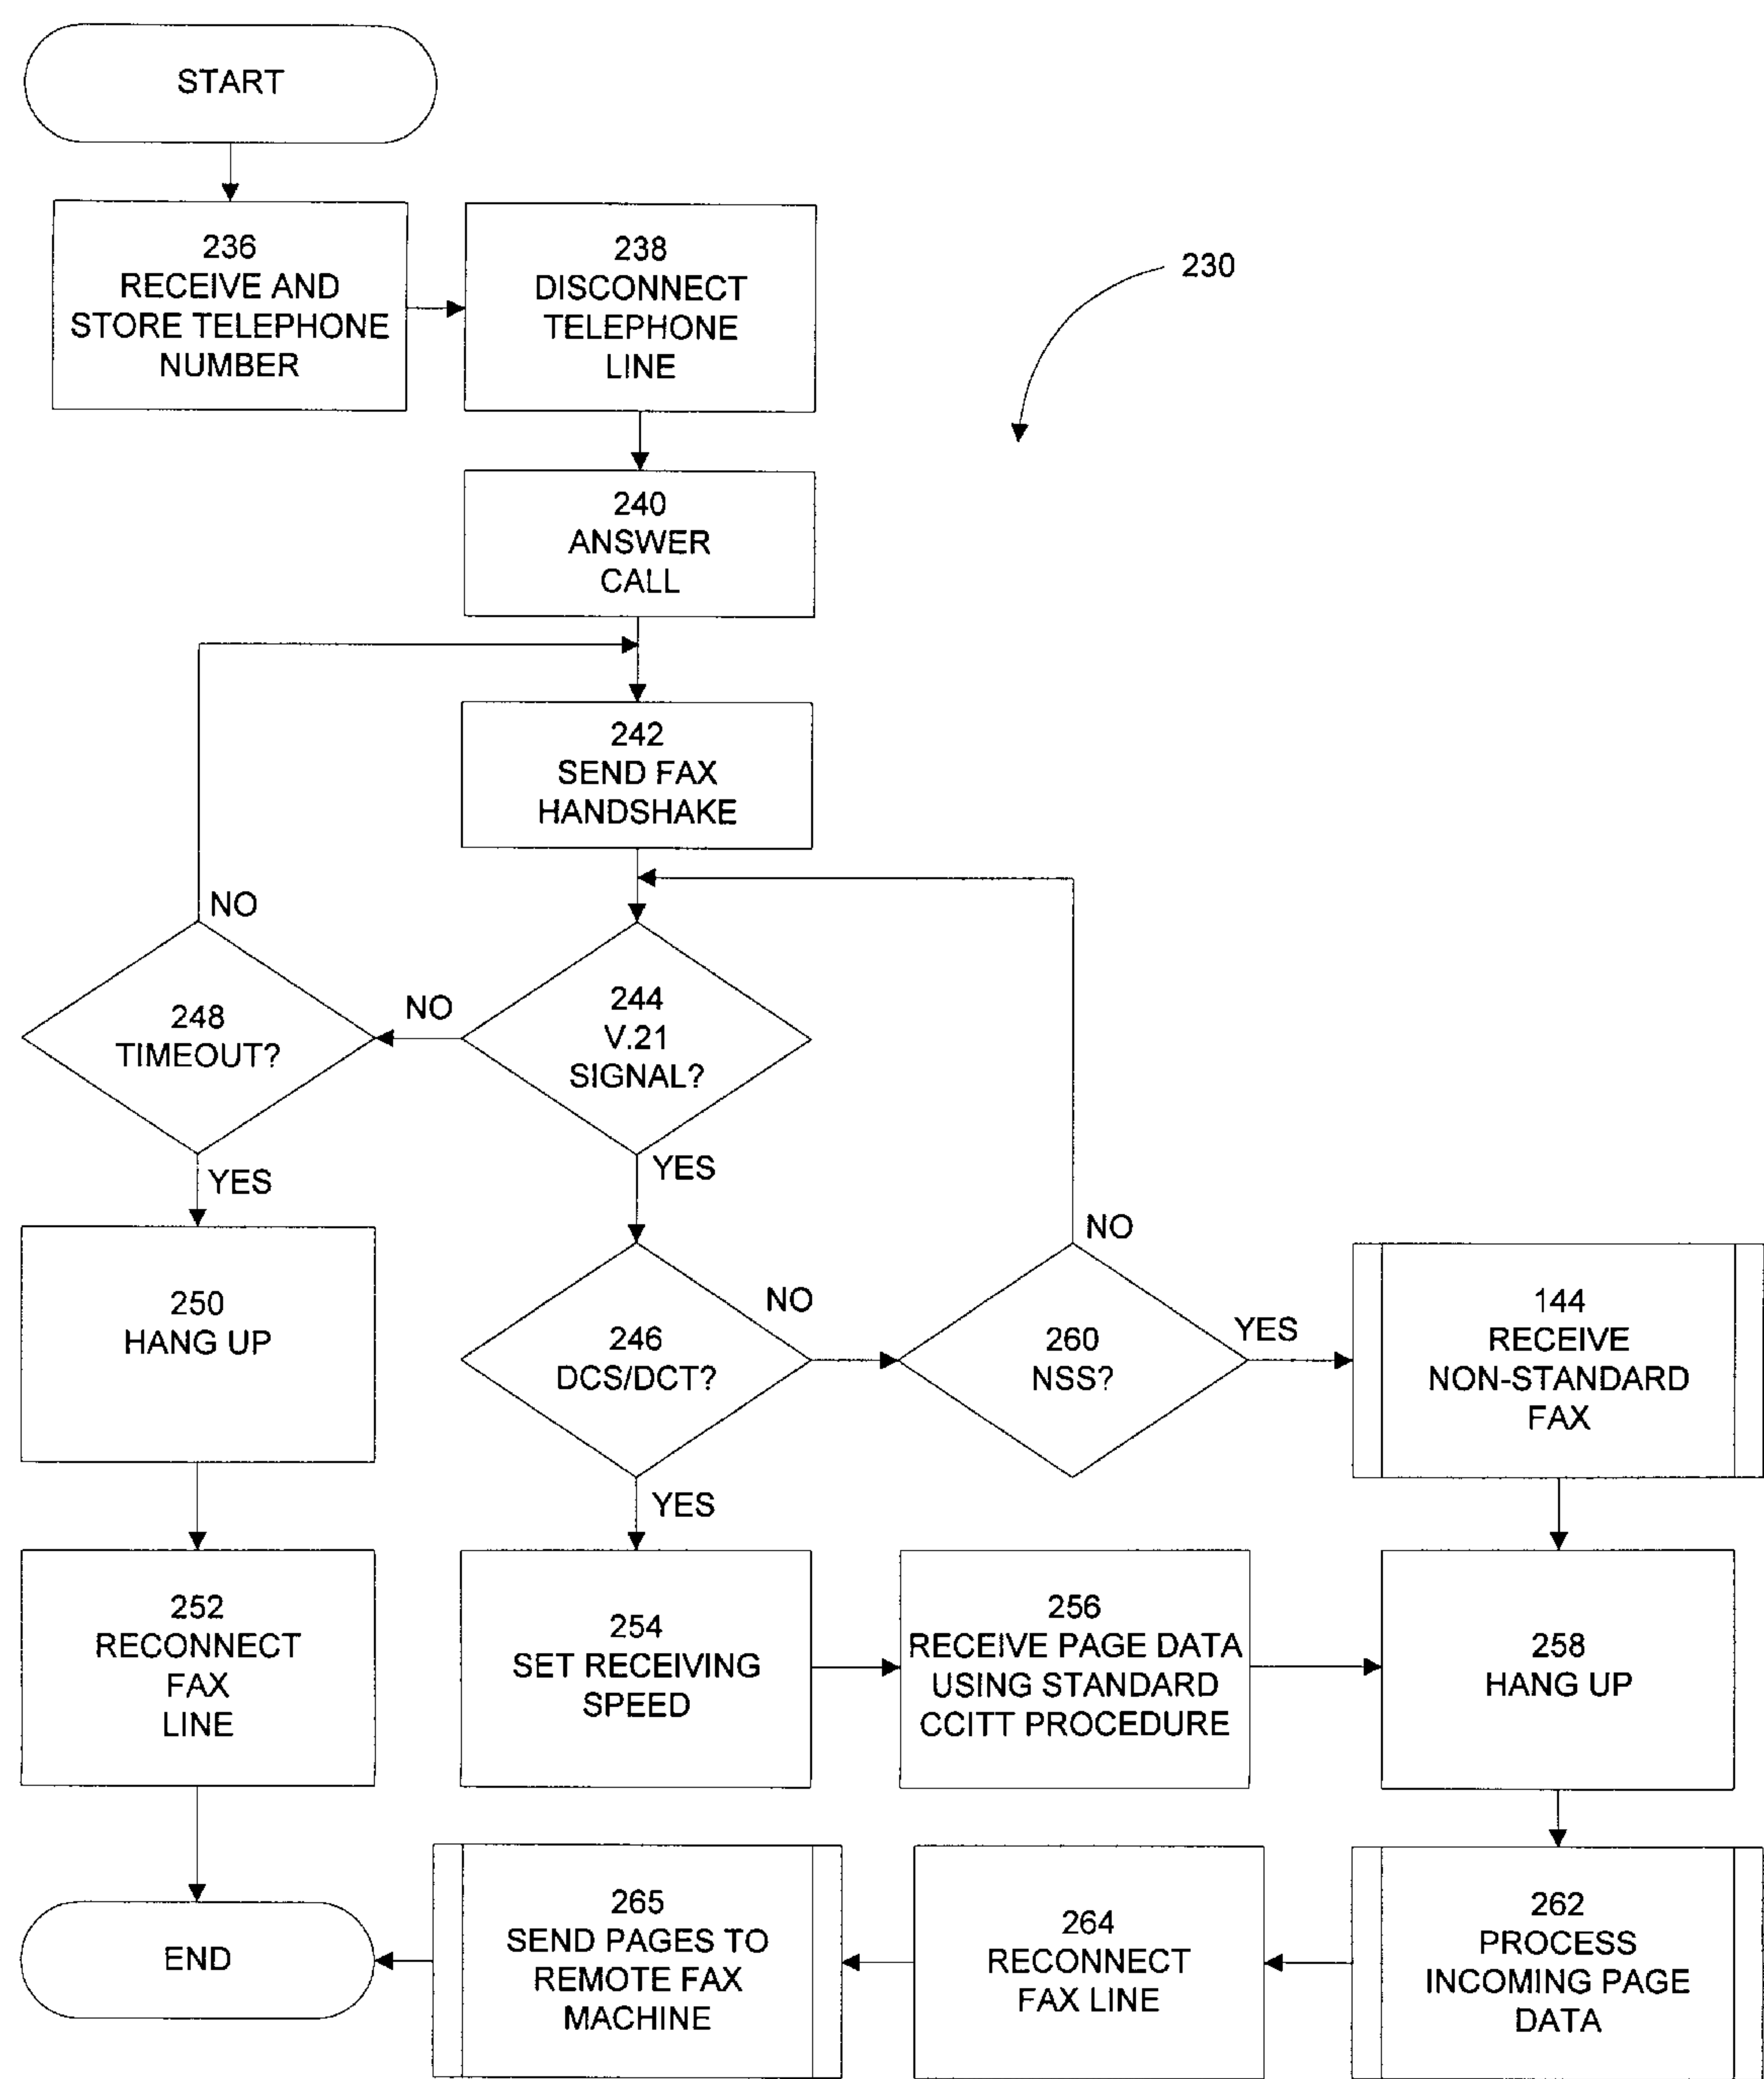 START
236
RECEIVE AND
STORE TELEPHONE
NUMBER
238
DISCONNECT
TELEPHONE
LINE
230
240
ANSWER
CALL
242
SEND FAX
HANDSHAKE
NO
248
TIMEOUT?
NO
244
V.21
SIGNAL?
YES
YES
NO
250
HANG UP
246
DCS/DCT?
NO
260
NSS?
YES
144
RECEIVE
NON-STANDARD
FAX
YES
252
RECONNECT
FAX
LINE
254
SET RECEIVING
SPEED
256
RECEIVE PAGE DATA
USING STANDARD
CCITT PROCEDURE
258
HANG UP
END
265
SEND PAGES TO
REMOTE FAX
MACHINE
264
RECONNECT
FAX LINE
262
PROCESS
INCOMING PAGE
DATA